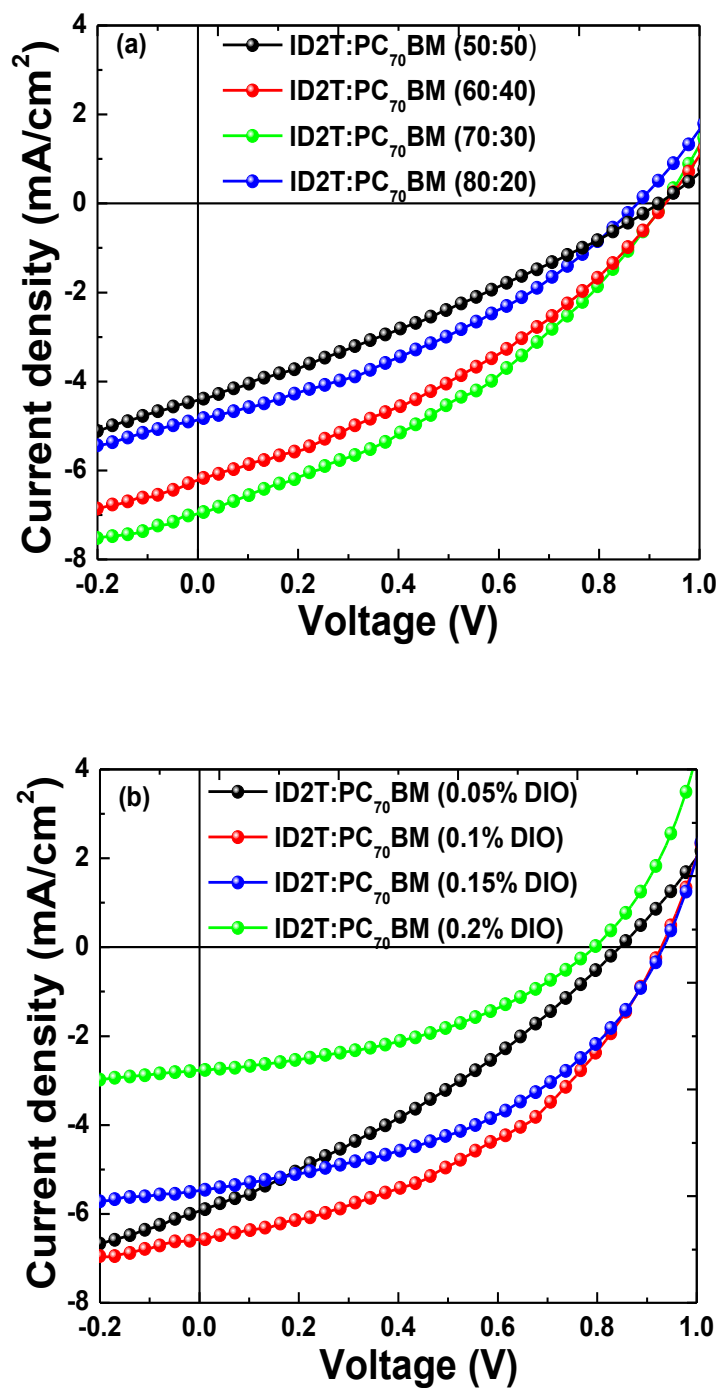 (a)
ID2T:PC70BM (50:50)
ID2T:PC70BM (60:40)
ID2T:PC70BM (70:30)
ID2T:PC70BM (80:20)
Current density (mA/cm2)
4
2
0
-2
-4
-6
-8
-0.2 0.0 0.2 0.4 0.6 0.8 1.0
Voltage (V)
(b)
ID2T:PC70BM (0.05% DIO)
ID2T:PC70BM (0.1% DIO)
ID2T:PC70BM (0.15% DIO)
ID2T:PC70BM (0.2% DIO)
Current density (mA/cm2)
4
2
0
-2
-4
-6
-8
-0.2 0.0 0.2 0.4 0.6 0.8 1.0
Voltage (V)